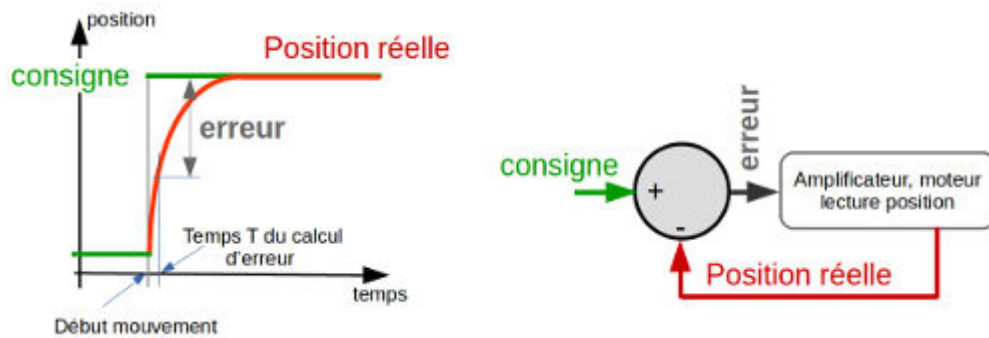 position
Position réelle
consigne
erreur
Temps T du calcul
d'erreur
temps
Début mouvement
consigne
+
-
erreur
Amplificateur, moteur
lecture position
Position réelle